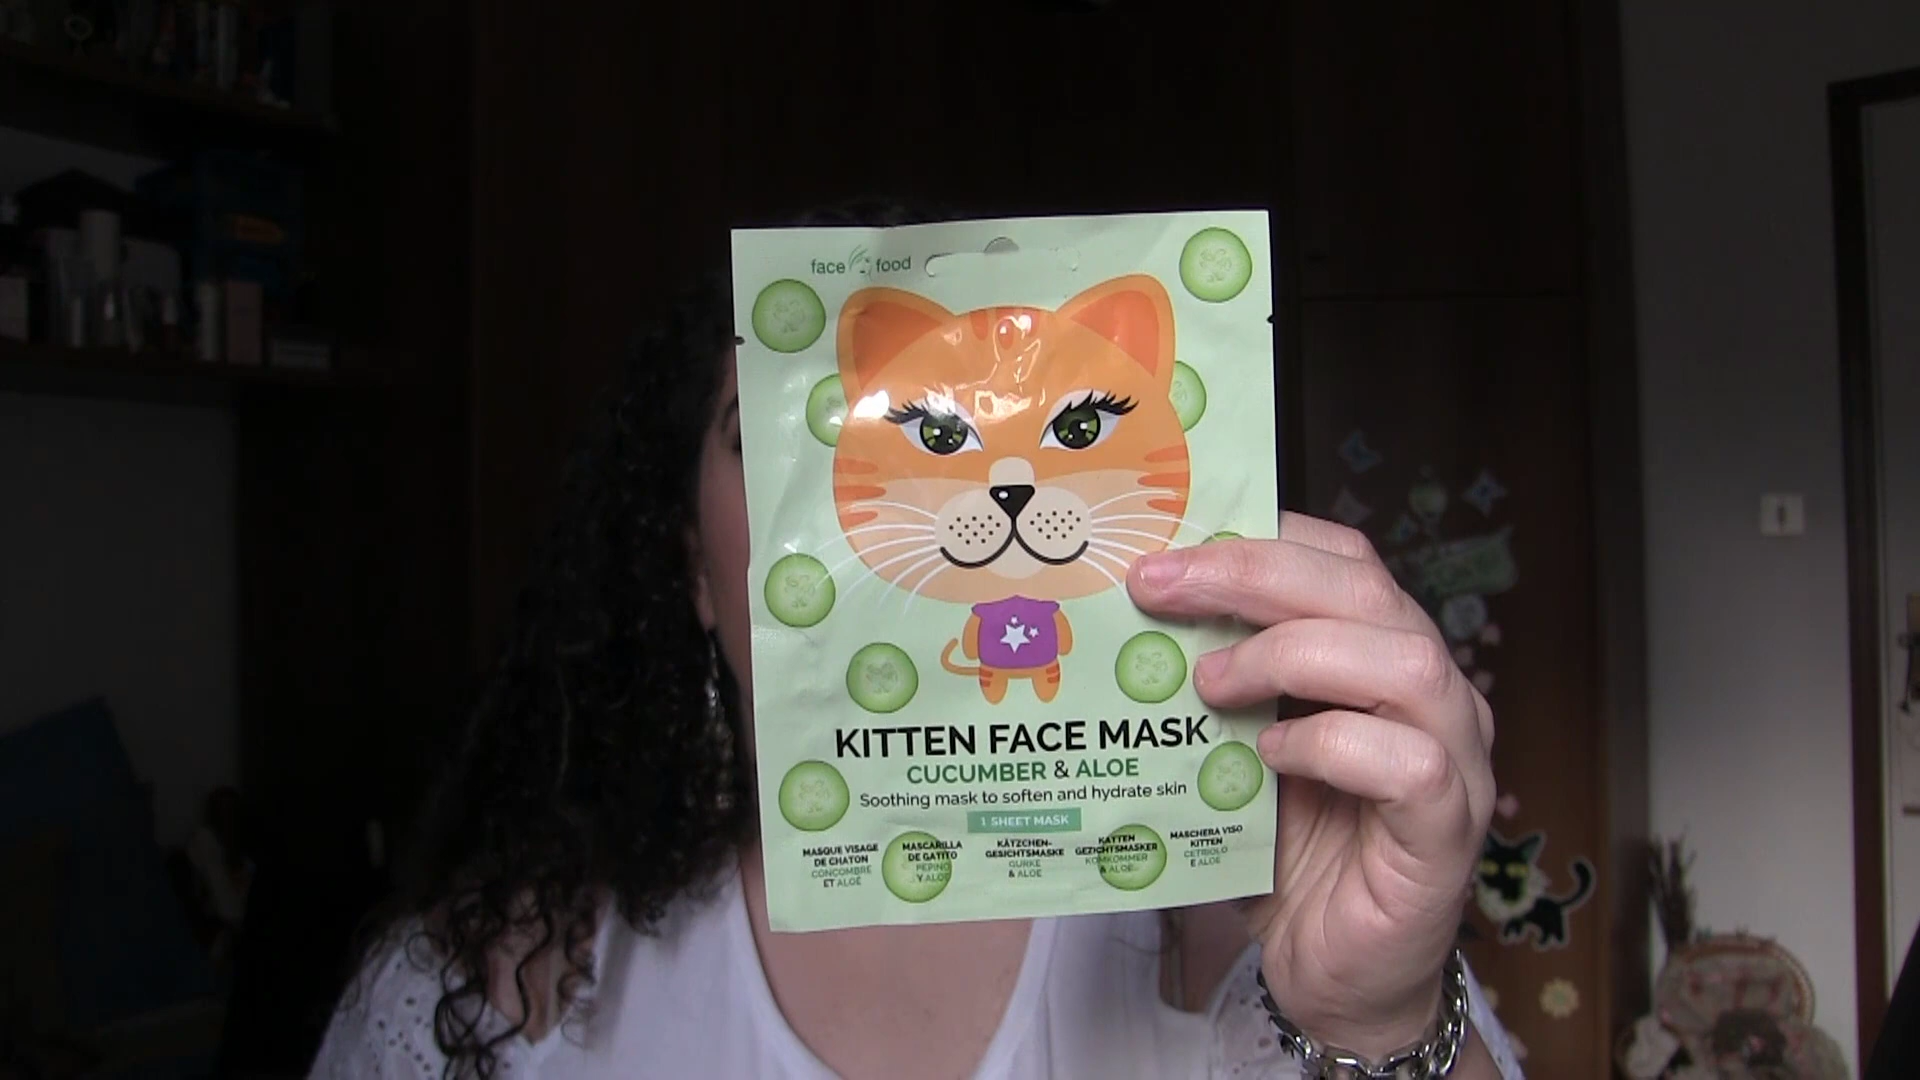 face food
KITTEN FACE MASK
CUCUMBER & ALOE
Soothing mask to soften and hydrate skin
1 SHEET MASK
MASQUE VISAGE
DE CHATON
CONCOMBRE
ET ALOÉ
MASCARILLA
DE GATITO
PEPINO
Y ALOE
KÄTZCHEN-
GESICHTSMASKE
GURKE
& ALOE
KATTEN
GEZICHTSMASKER
KOMKOMMER
& ALOE
MASCHERA VISO
KITTEN
CETRIOLO
E ALOE